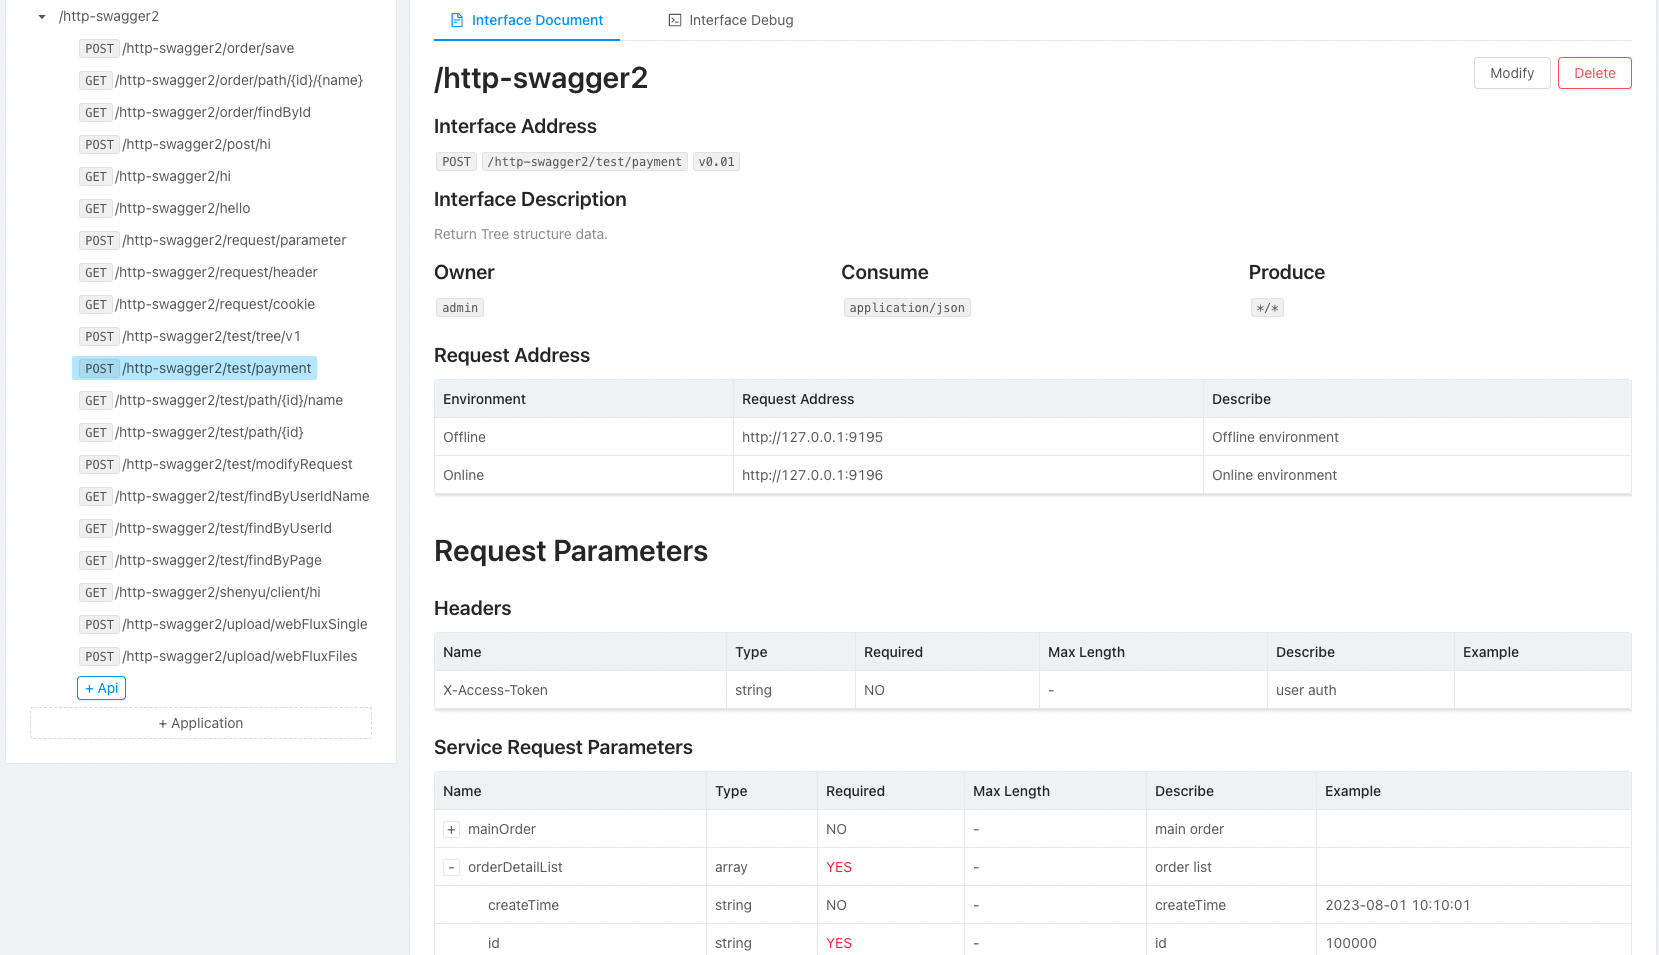 /http-swagger2
POST /http-swagger2/order/save
GET /http-swagger2/order/path/{id}/{name}
GET /http-swagger2/order/findById
POST /http-swagger2/post/hi
GET /http-swagger2/hi
GET /http-swagger2/hello
POST /http-swagger2/request/parameter
GET /http-swagger2/request/header
GET /http-swagger2/request/cookie
POST /http-swagger2/test/tree/v1
POST /http-swagger2/test/payment
GET /http-swagger2/test/path/{id}/name
GET /http-swagger2/test/path/{id}
POST /http-swagger2/test/modifyRequest
GET /http-swagger2/test/findByUserIdName
GET /http-swagger2/test/findByUserId
GET /http-swagger2/test/findByPage
GET /http-swagger2/shenyu/client/hi
POST /http-swagger2/upload/webFluxSingle
POST /http-swagger2/upload/webFluxFiles
+ Api
+ Application
Interface Document Interface Debug
/http-swagger2 Modify Delete
Interface Address
POST /http-swagger2/test/payment v0.01
Interface Description
Return Tree structure data.
Owner Consume Produce
admin application/json */*
Request Address
Environment Request Address Describe
Offline http://127.0.0.1:9195 Offline environment
Online http://127.0.0.1:9196 Online environment
Request Parameters
Headers
Name Type Required Max Length Describe Example
X-Access-Token string NO - user auth
Service Request Parameters
Name Type Required Max Length Describe Example
+ mainOrder NO - main order
- orderDetailList array YES - order list
createTime string NO - createTime 2023-08-01 10:10:01
id string YES - id 100000